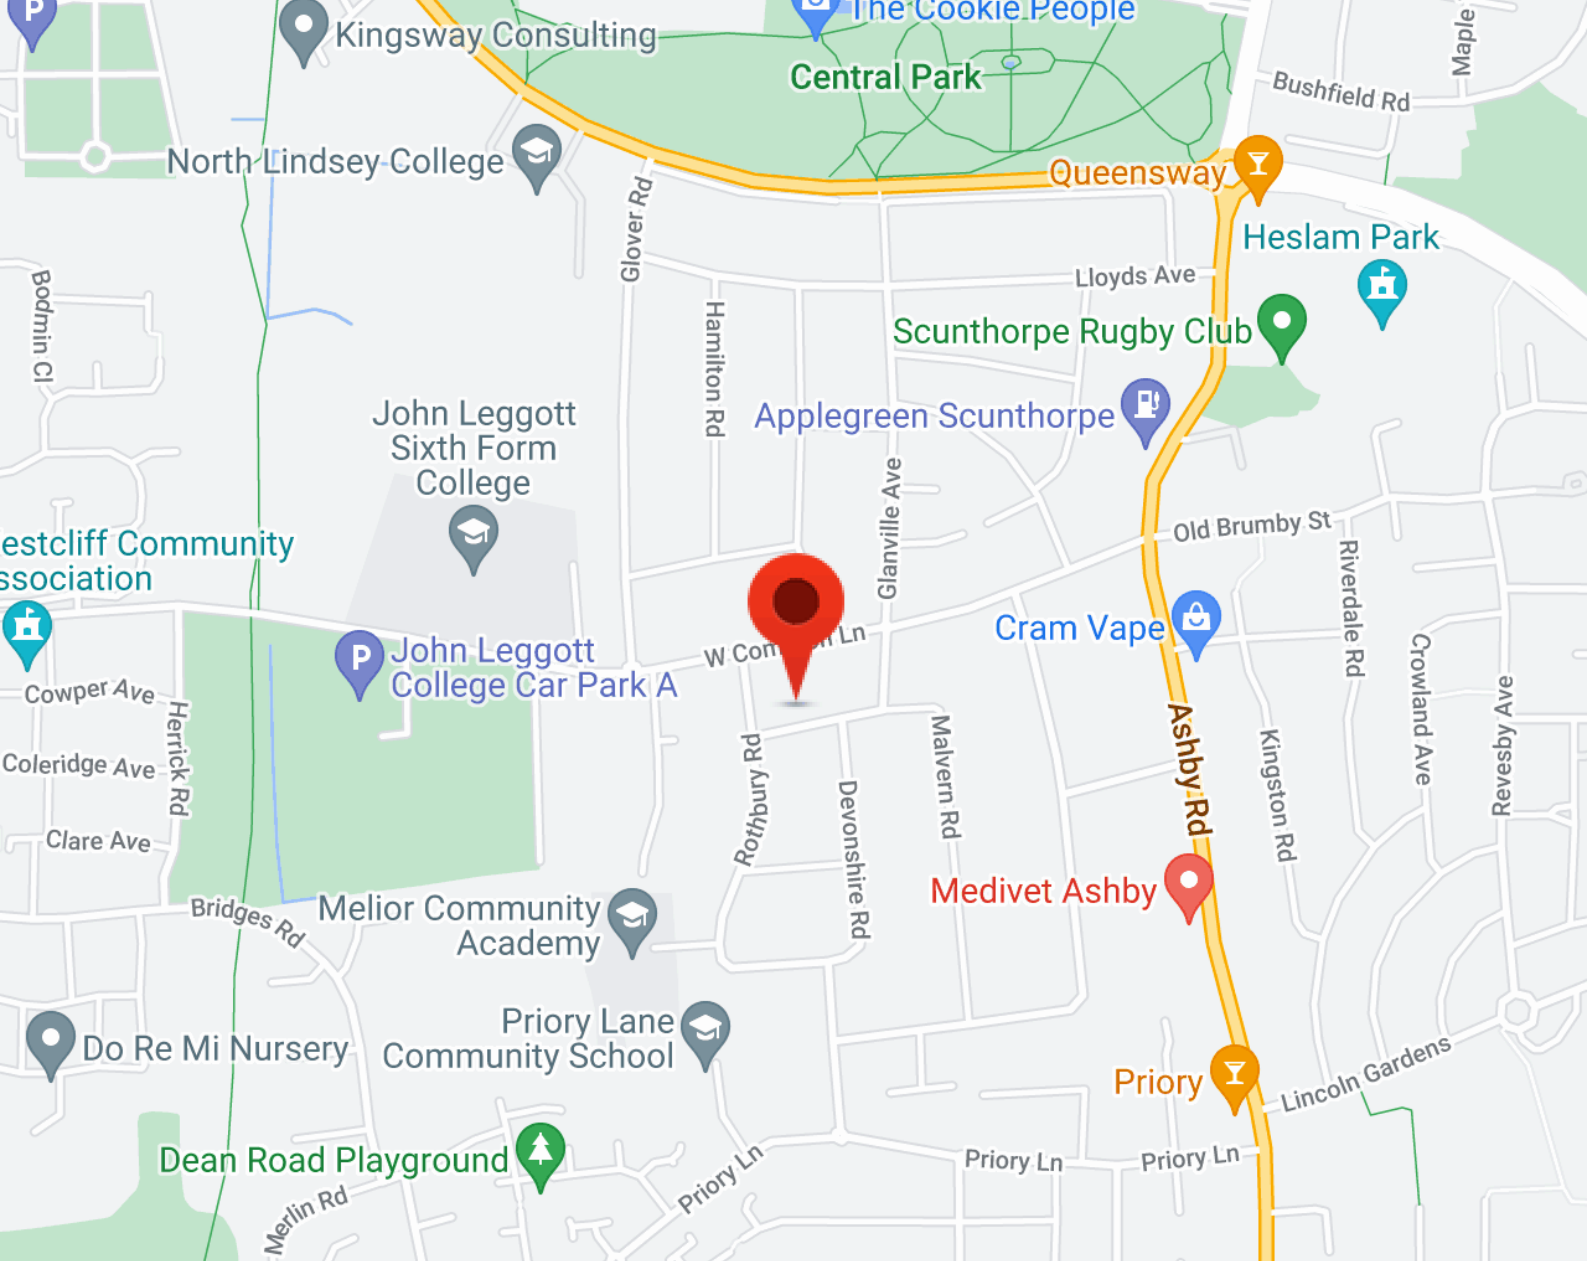 P
The Cookie People
Kingsway Consulting
Maple
Central Park
Bushfield Rd
North Lindsey College
Queensway
Glover Rd
Heslam Park
Lloyds Ave
Bodmin Cl
Hamilton Rd
Scunthorpe Rugby Club
John Leggott
Sixth Form
College
Applegreen Scunthorpe
Glanville Ave
Old Brumby St
estcliff Community
ssociation
Riverdale Rd
Cram Vape
W Common Ln
P
John Leggott
College Car Park A
Cowper Ave
Herrick Rd
Crowland Ave
Revesby Ave
Ashby Rd
Malvern Rd
Kingston Rd
Coleridge Ave
Rothbury Rd
Devonshire Rd
Clare Ave
Medivet Ashby
Bridges Rd
Melior Community
Academy
Priory Lane
Community School
Do Re Mi Nursery
Priory
Lincoln Gardens
Dean Road Playground
Priory Ln
Priory Ln
Priory Ln
Merlin Rd